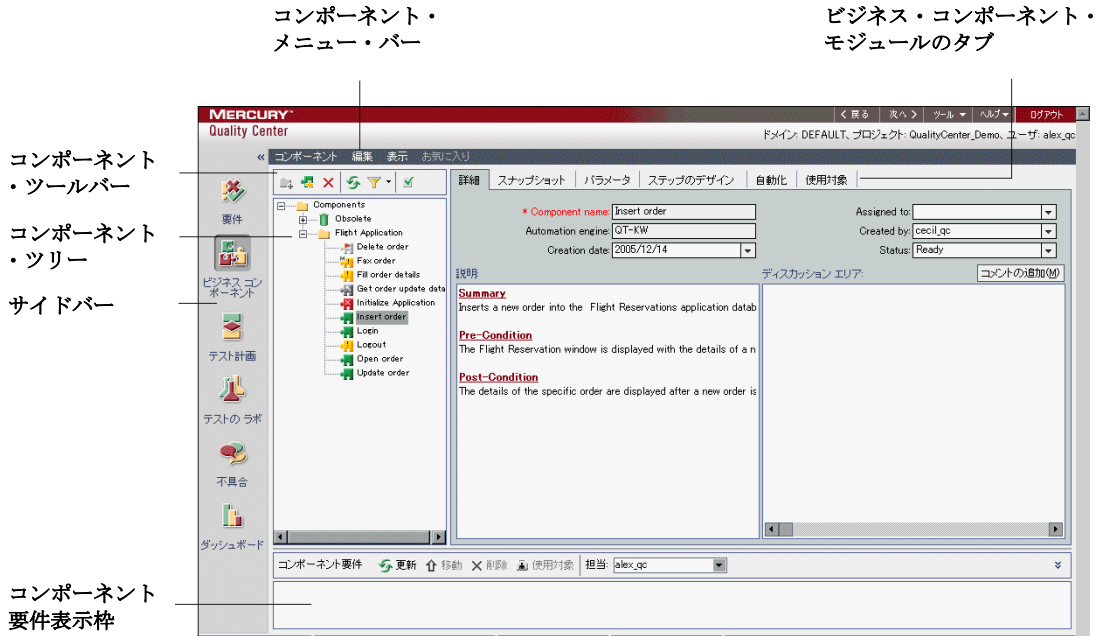 コンポーネント・
メニュー・バー
ビジネス・コンポーネント・
モジュールのタブ
MERCURY™
Quality Center
く戻る 次へ> ツール ヘルプ ログアウト
ドメイン: DEFAULT、プロジェクト: QualityCenter_Demo、ユーザ: alex_qc
« コンポーネント 編集 表示 お気に入り
コンポーネント
・ツールバー
コンポーネント
・ツリー
サイドバー
要件
ビジネス コン
ポーネント
テスト計画
テストの ラボ
不具合
ダッシュボード
Components
Obsolete
Flight Application
Delete order
Fax order
Fill order details
Get order update data
Initialize Application
Insert order
Login
Logout
Open order
Update order
詳細 スナップショット パラメータ ステップのデザイン 自動化 使用対象
* Component name: Insert order
Assigned to:
Automation engine: QT-KW
Created by: cecil_qc
Creation date: 2005/12/14
Status: Ready
説明:
ディスカッション エリア:
コメントの追加(M)
Summary
Inserts a new order into the Flight Reservations application datab
Pre-Condition
The Flight Reservation window is displayed with the details of a n
Post-Condition
The details of the specific order are displayed after a new order is
コンポーネント要件 更新 移動 削除 使用対象 担当: alex_qc
コンポーネント
要件表示枠